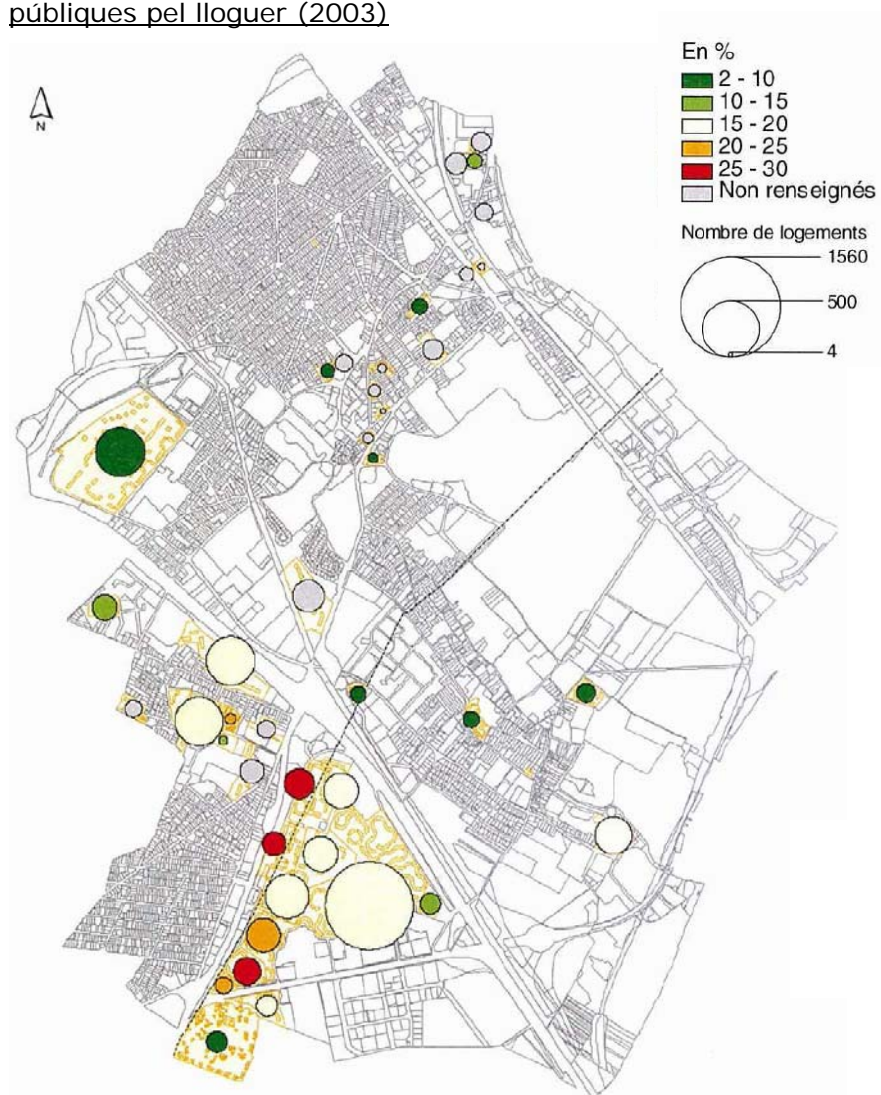 públiques pel lloguer (2003)
N
En %
2 - 10
10 - 15
15 - 20
20 - 25
25 - 30
Non renseignés
Nombre de logements
1560
500
4